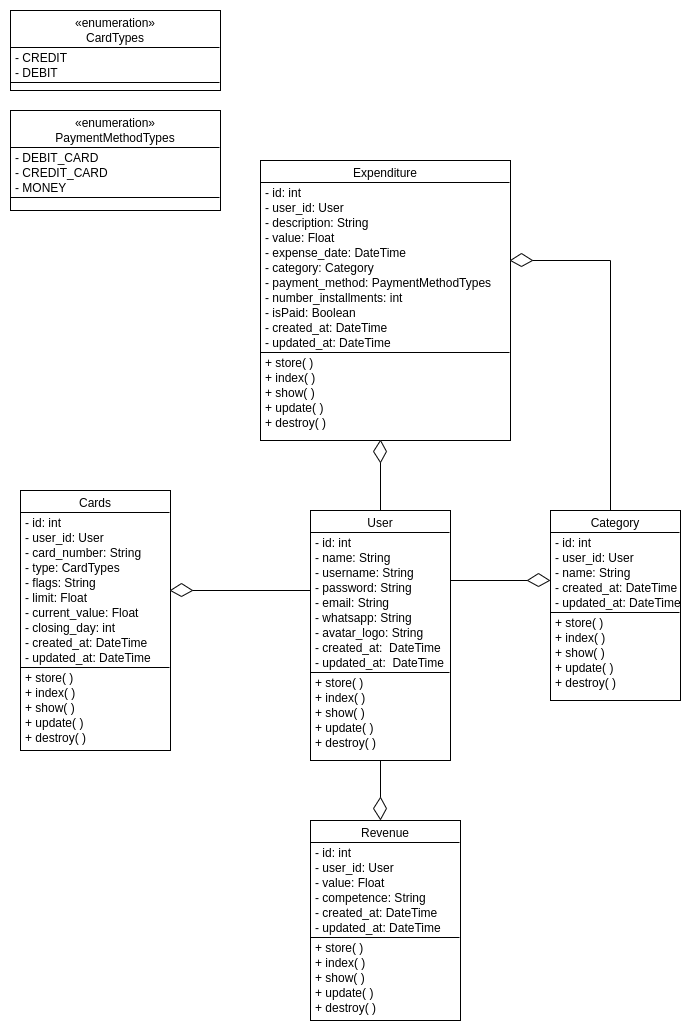 «enumeration»
CardTypes
- CREDIT
- DEBIT
«enumeration»
PaymentMethodTypes
- DEBIT_CARD
- CREDIT_CARD
- MONEY
Expenditure
- id: int
- user_id: User
- description: String
- value: Float
- expense_date: DateTime
- category: Category
- payment_method: PaymentMethodTypes
- number_installments: int
- isPaid: Boolean
- created_at: DateTime
- updated_at: DateTime
+ store( )
+ index( )
+ show( )
+ update( )
+ destroy( )
Cards
- id: int
- user_id: User
- card_number: String
- type: CardTypes
- flags: String
- limit: Float
- current_value: Float
- closing_day: int
- created_at: DateTime
- updated_at: DateTime
+ store( )
+ index( )
+ show( )
+ update( )
+ destroy( )
User
- id: int
- name: String
- username: String
- password: String
- email: String
- whatsapp: String
- avatar_logo: String
- created_at:  DateTime
- updated_at:  DateTime
+ store( )
+ index( )
+ show( )
+ update( )
+ destroy( )
Category
- id: int
- user_id: User
- name: String
- created_at: DateTime
- updated_at: DateTime
+ store( )
+ index( )
+ show( )
+ update( )
+ destroy( )
Revenue
- id: int
- user_id: User
- value: Float
- competence: String
- created_at: DateTime
- updated_at: DateTime
+ store( )
+ index( )
+ show( )
+ update( )
+ destroy( )